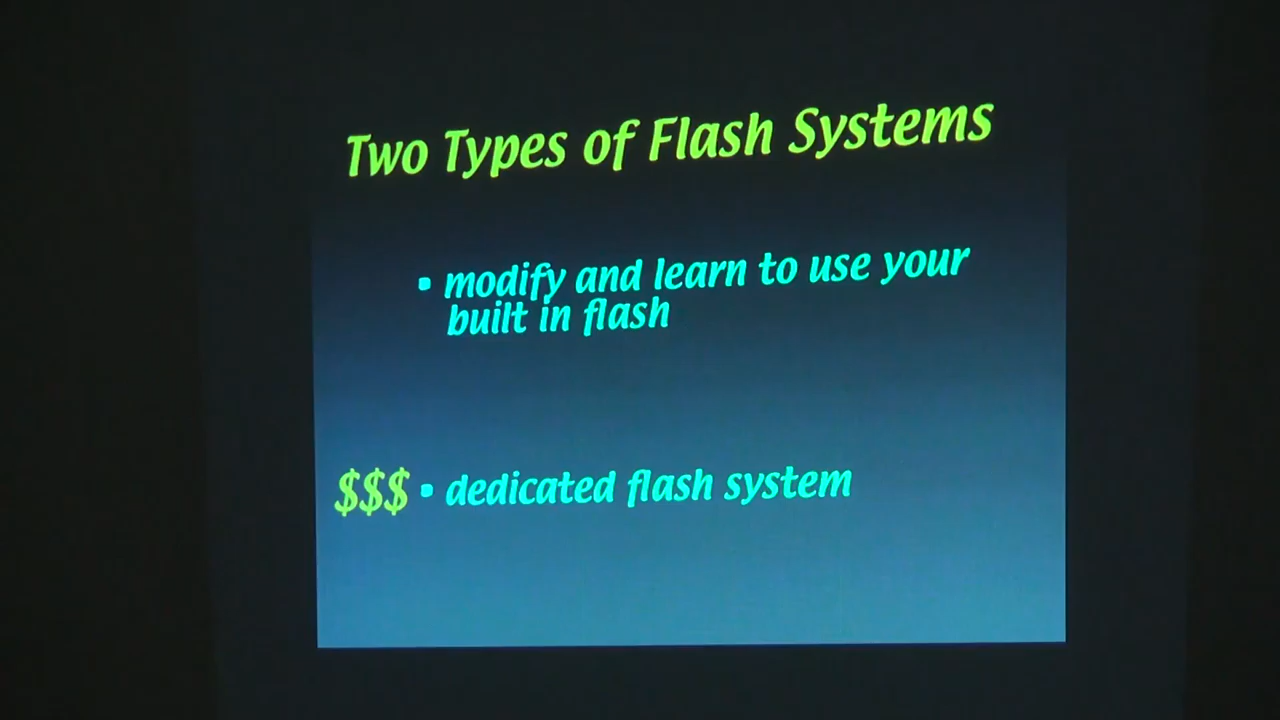 Two Types of Flash Systems
• modify and learn to use your
built in flash
$$$ • dedicated flash system